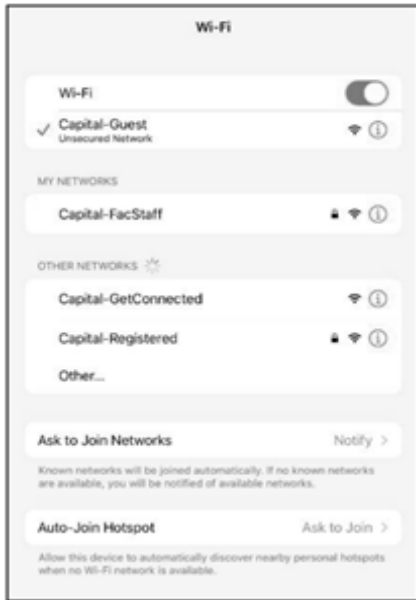 Wi-Fi
Wi-Fi
Capital-Guest
Unsecured Network
MY NETWORKS
Capital-FacStaff
OTHER NETWORKS
Capital-GetConnected
Capital-Registered
Other...
Ask to Join Networks Notify >
Known networks will be joined automatically. If no known networks
are available, you will be notified of available networks.
Auto-Join Hotspot Ask to Join >
Allow this device to automatically discover nearby personal hotspots
when no Wi-Fi network is available.